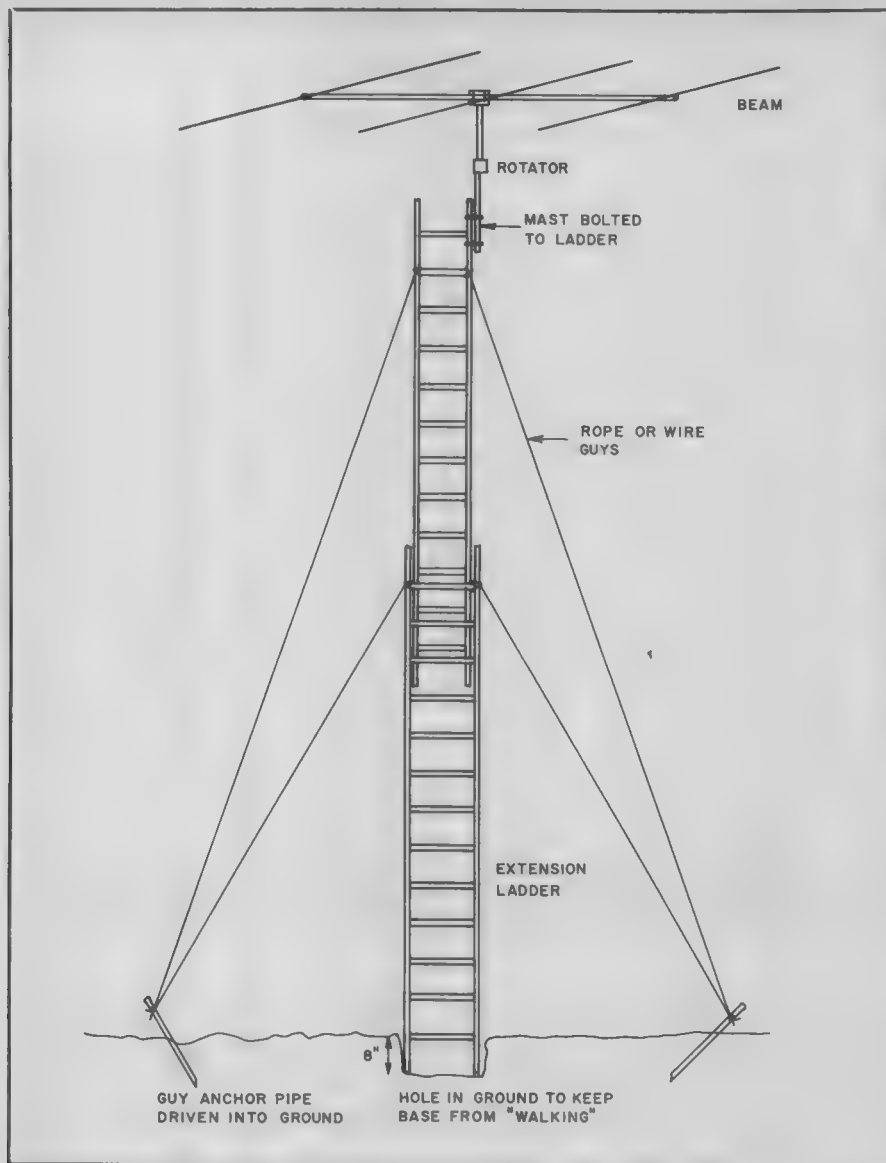 BEAM
ROTATOR
MAST BOLTED
TO LADDER
ROPE OR WIRE
GUYS
EXTENSION
LADDER
8"
GUY ANCHOR PIPE
DRIVEN INTO GROUND
HOLE IN GROUND TO KEEP
BASE FROM "WALKING"